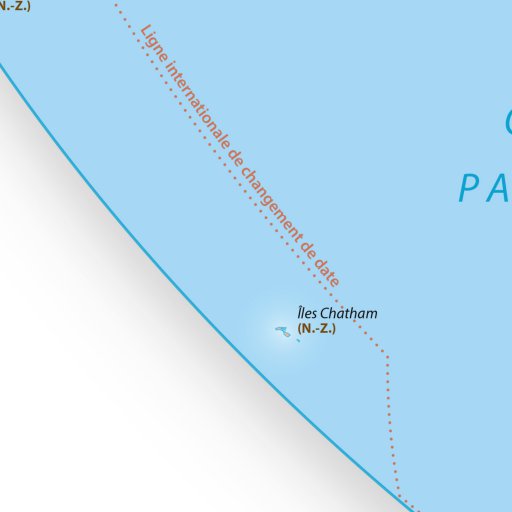 N.-Z.)
Ligne internationale de changement de date
PA
Îles Chatham
(N.-Z.)